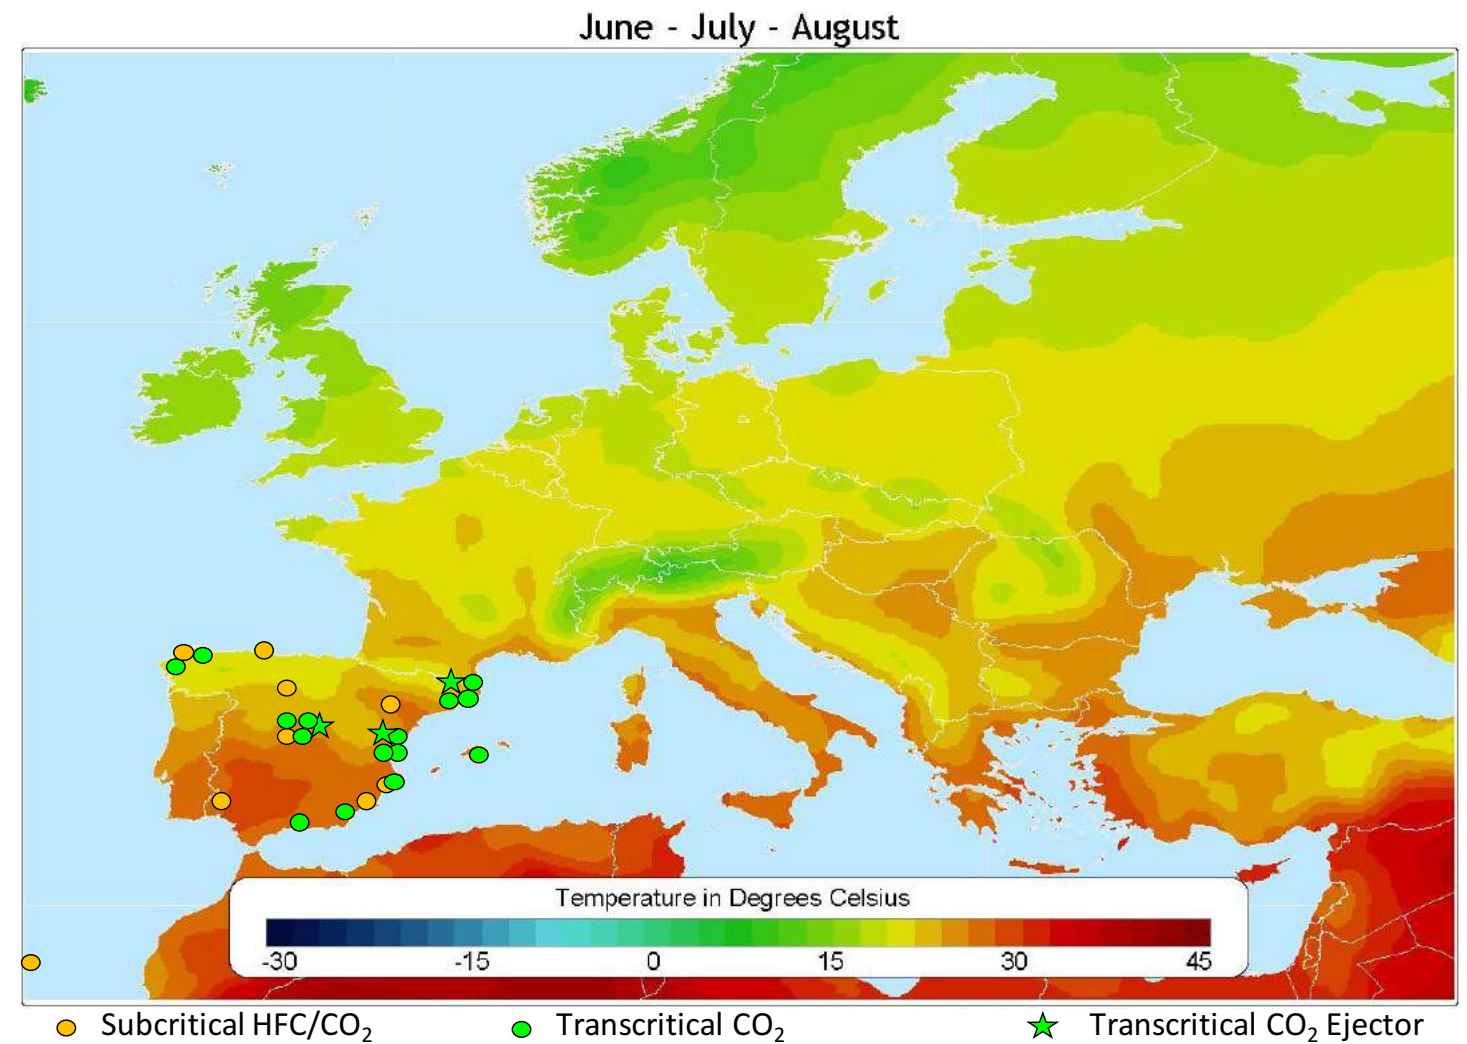 June - July - August
Temperature in Degrees Celsius
-30 -15 0 15 30 45
Subcritical HFC/CO₂ Transcritical CO₂ Transcritical CO₂ Ejector